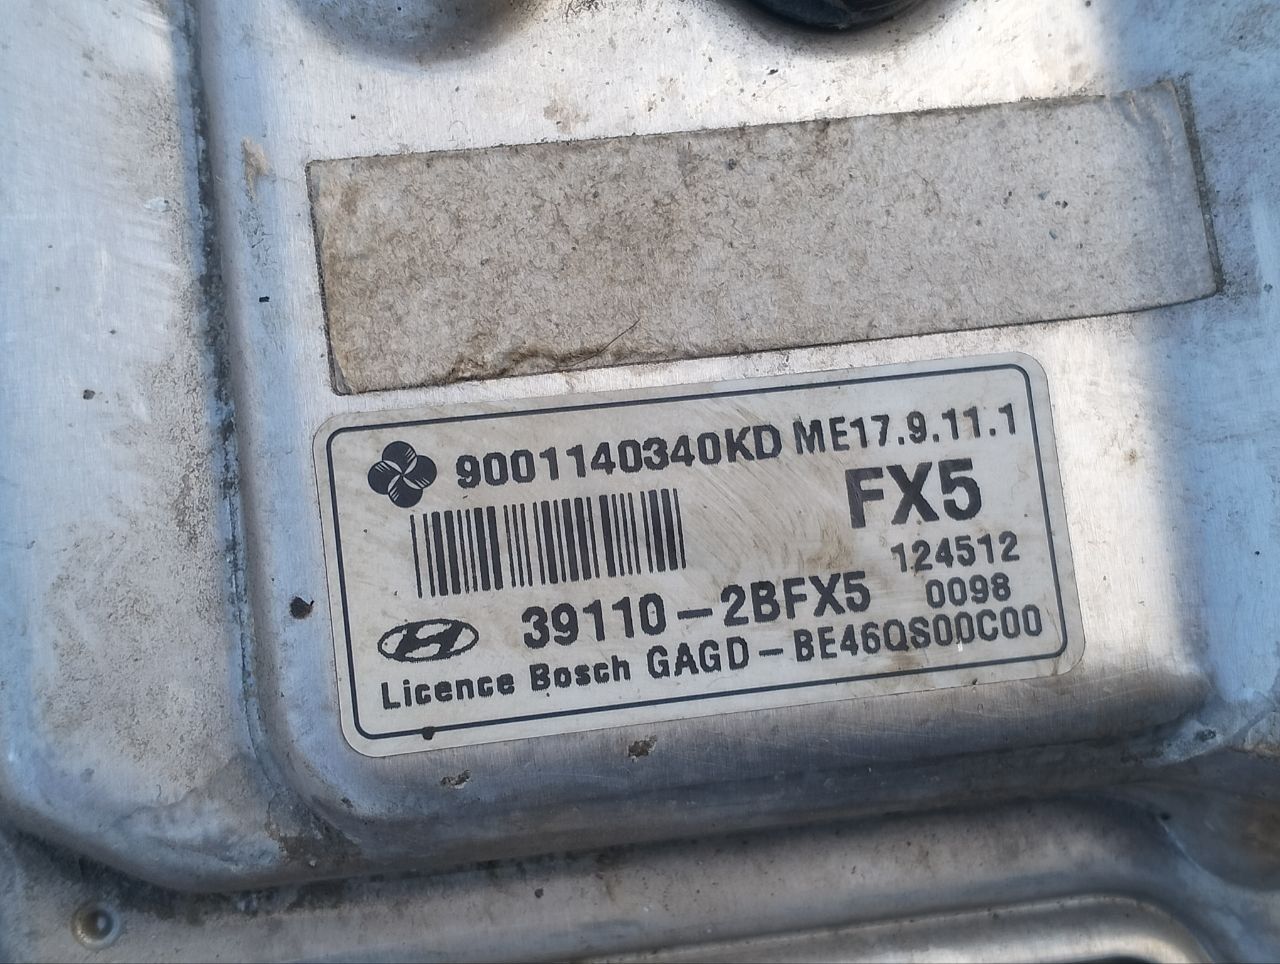 9001140340KD ME17.9.11.1
FX5
124512
39110-2BFX5 0098
Licence Bosch GAGD-BE46QS00C00